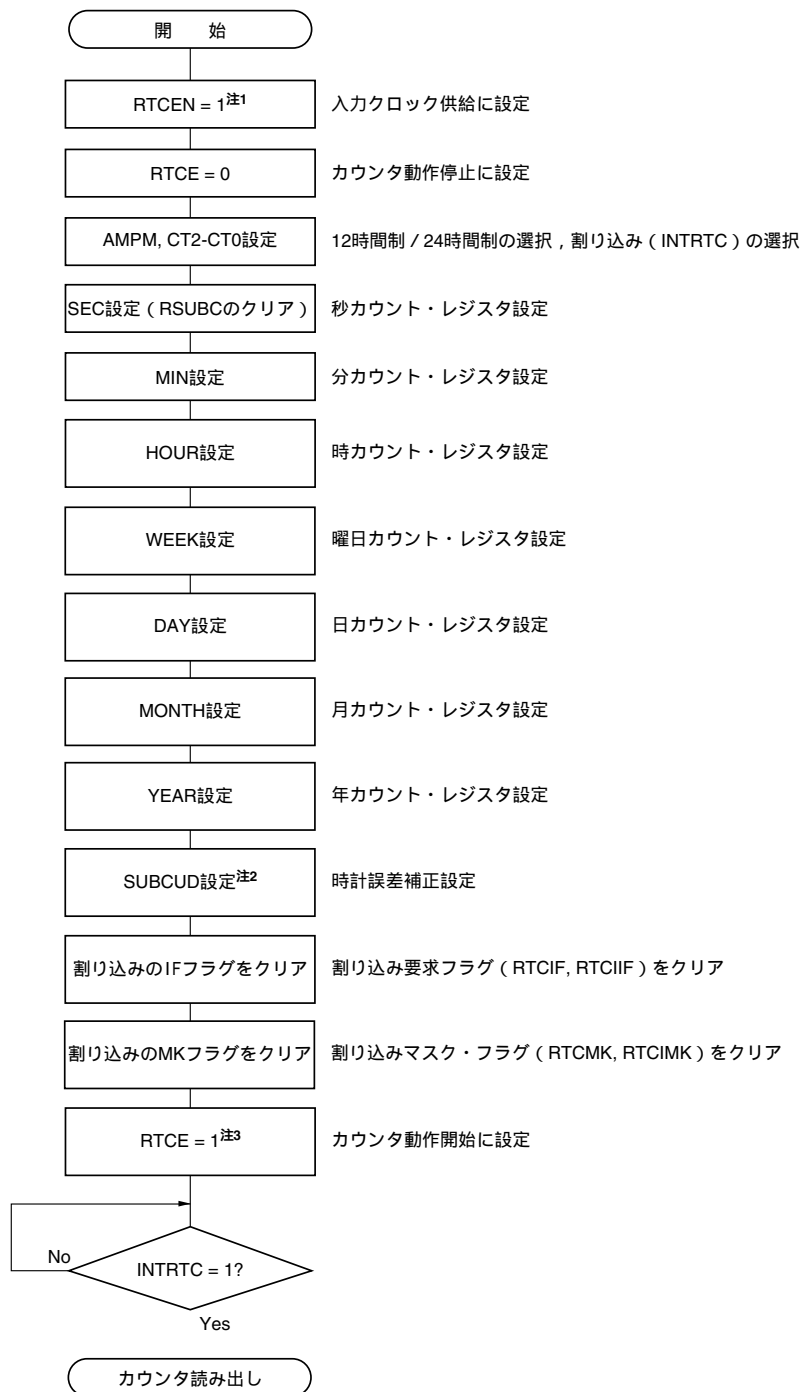 開　　始
RTCEN = 1注1 入力クロック供給に設定
RTCE = 0 カウンタ動作停止に設定
AMPM, CT2-CT0設定 12時間制 / 24時間制の選択 , 割り込み ( INTRTC ) の選択
SEC設定 ( RSUBCのクリア ) 秒カウント・レジスタ設定
MIN設定 分カウント・レジスタ設定
HOUR設定 時カウント・レジスタ設定
WEEK設定 曜日カウント・レジスタ設定
DAY設定 日カウント・レジスタ設定
MONTH設定 月カウント・レジスタ設定
YEAR設定 年カウント・レジスタ設定
SUBCUD設定注2 時計誤差補正設定
割り込みのIFフラグをクリア 割り込み要求フラグ ( RTCIF, RTCIIF ) をクリア
割り込みのMKフラグをクリア 割り込みマスク・フラグ ( RTCMK, RTCIMK ) をクリア
RTCE = 1注3 カウンタ動作開始に設定
No
INTRTC = 1?
Yes
カウンタ読み出し